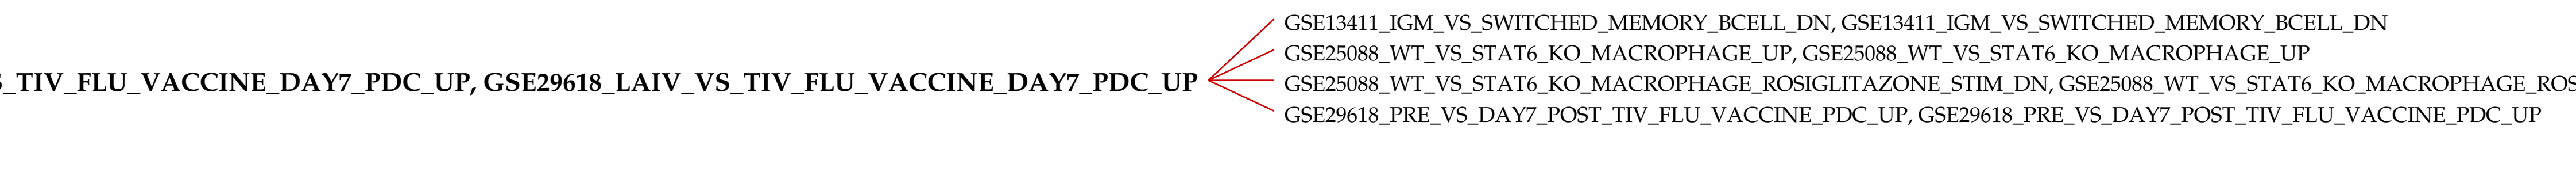 GSE13411_IGM_VS_SWITCHED_MEMORY_BCELL_DN, GSE13411_IGM_VS_SWITCHED_MEMORY_BCELL_DN
GSE25088_WT_VS_STAT6_KO_MACROPHAGE_UP, GSE25088_WT_VS_STAT6_KO_MACROPHAGE_UP
_TIV_FLU_VACCINE_DAY7_PDC_UP, GSE29618_LAIV_VS_TIV_FLU_VACCINE_DAY7_PDC_UP
GSE25088_WT_VS_STAT6_KO_MACROPHAGE_ROSIGLITAZONE_STIM_DN, GSE25088_WT_VS_STAT6_KO_MACROPHAGE_ROS
GSE29618_PRE_VS_DAY7_POST_TIV_FLU_VACCINE_PDC_UP, GSE29618_PRE_VS_DAY7_POST_TIV_FLU_VACCINE_PDC_UP